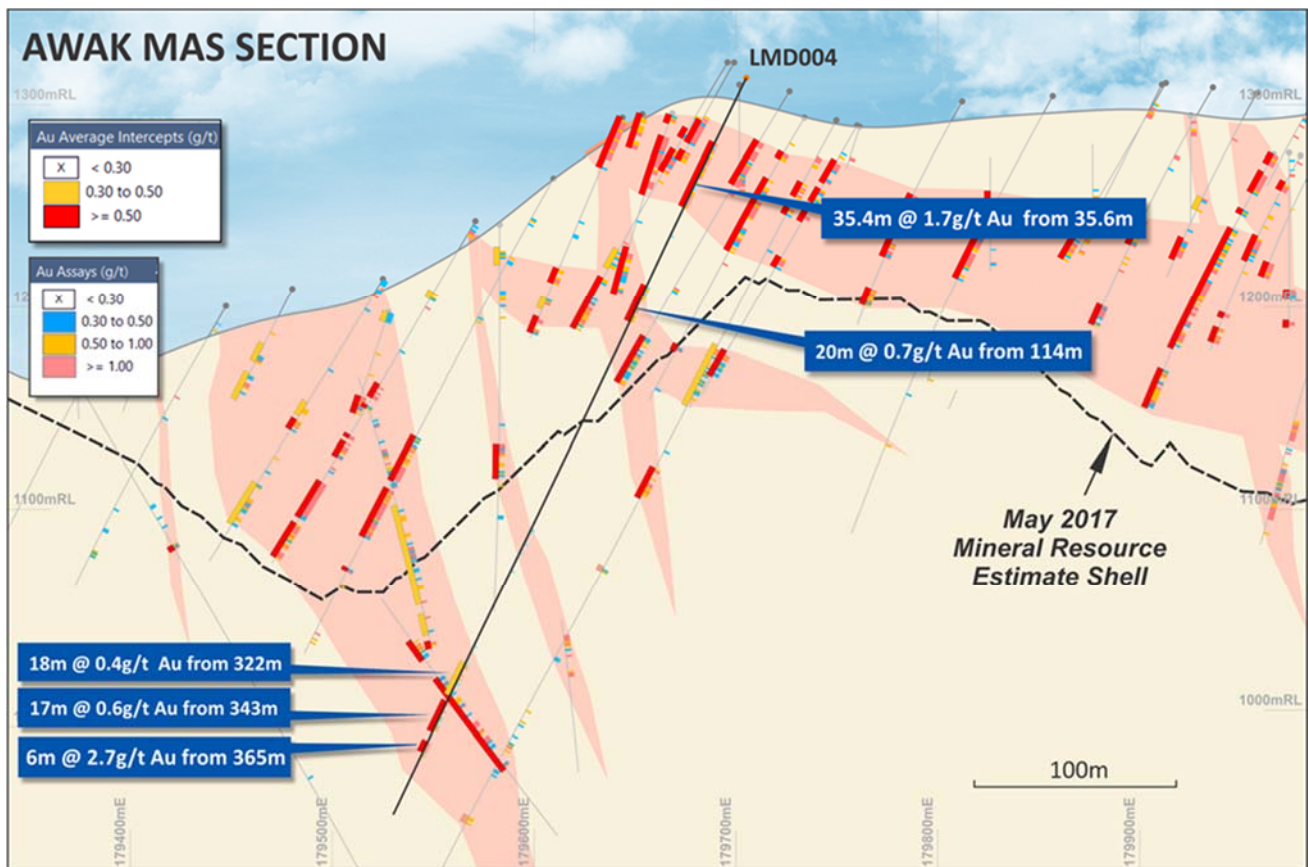 AWAK MAS SECTION
LMD004
1300mRL
1300mRL
Au Average Intercepts (g/t)
X < 0.30
0.30 to 0.50
>= 0.50
Au Assays (g/t)
X < 0.30
0.30 to 0.50
0.50 to 1.00
>= 1.00
35.4m @ 1.7g/t Au from 35.6m
1200mRL
20m @ 0.7g/t Au from 114m
1100mRL
1100mRL
May 2017
Mineral Resource
Estimate Shell
18m @ 0.4g/t Au from 322m
17m @ 0.6g/t Au from 343m
6m @ 2.7g/t Au from 365m
1000mRL
100m
179400mE
179500mE
179600mE
179700mE
179800mE
179900mE